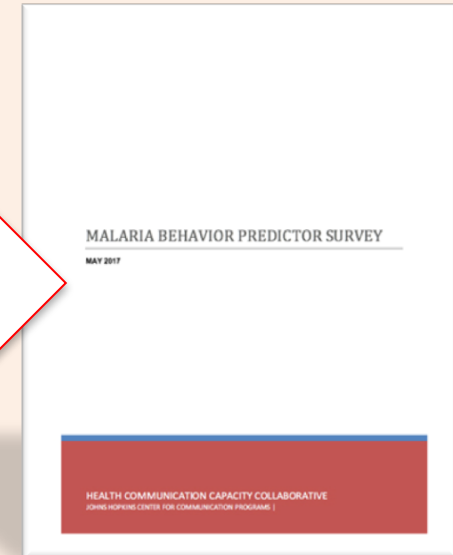 MALARIA BEHAVIOR PREDICTOR SURVEY
MAY 2017
HEALTH COMMUNICATION CAPACITY COLLABORATIVE
JOHNS HOPKINS CENTER FOR COMMUNICATION PROGRAMS |